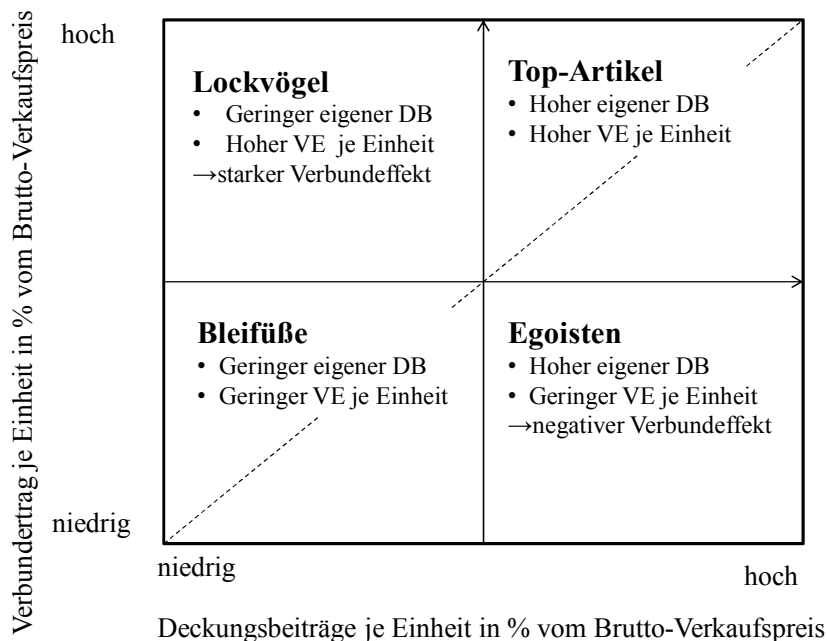 Verbundertrag je Einheit in % vom Brutto-Verkaufspreis
hoch
Lockvögel
• Geringer eigener DB
• Hoher VE je Einheit
→starker Verbundeffekt
Top-Artikel
• Hoher eigener DB
• Hoher VE je Einheit
Bleifüße
• Geringer eigener DB
• Geringer VE je Einheit
Egoisten
• Hoher eigener DB
• Geringer VE je Einheit
→negativer Verbundeffekt
niedrig
niedrig
hoch
Deckungsbeiträge je Einheit in % vom Brutto-Verkaufspreis